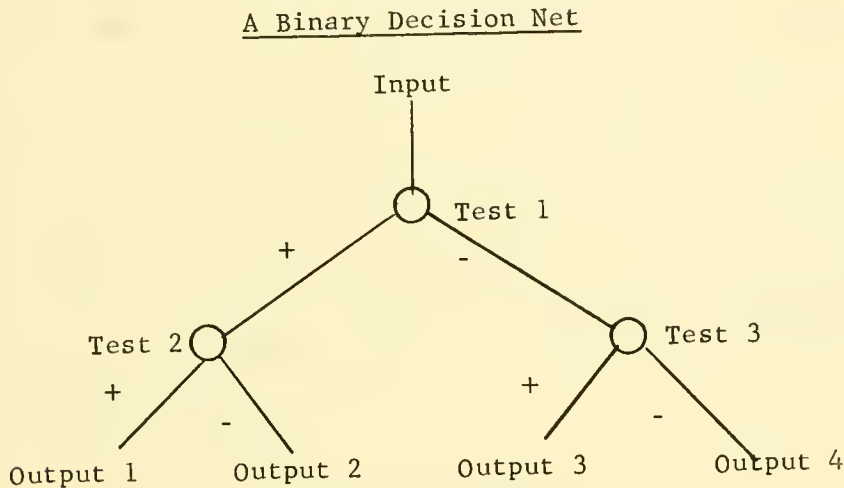 A Binary Decision Net
Input
Test 1
+
-
Test 2
Test 3
+
-
+
-
Output 1
Output 2
Output 3
Output 4